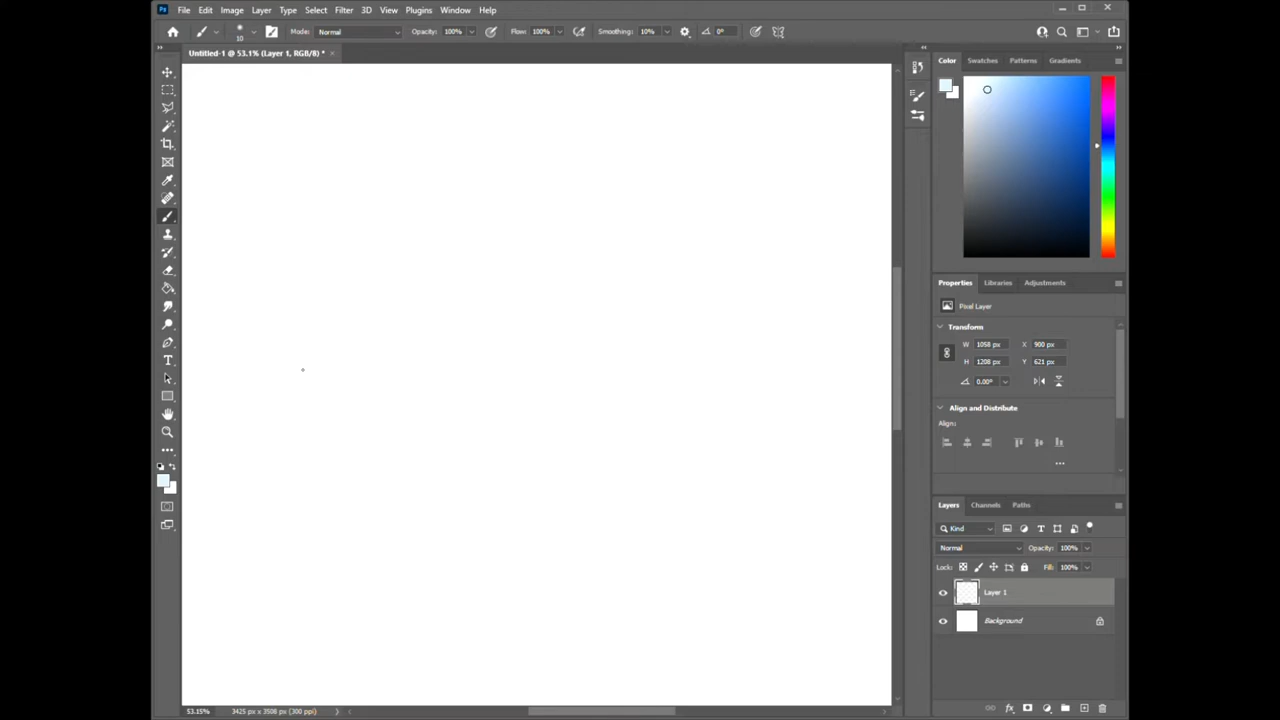 Ps File Edit Image Layer Type Select Filter 3D View Plugins Window Help
10 Mode: Normal Opacity: 100% Flow: 100% Smoothing: 10% 0°
Untitled-1 @ 53.1% (Layer 1, RGB/8) * ×
Color Swatches Patterns Gradients
Properties Libraries Adjustments
Pixel Layer
Transform
W 1058 px X 900 px
H 1208 px Y 621 px
0.00°
Align and Distribute
Align:
Layers Channels Paths
Kind
Normal Opacity: 100%
Lock: Fill: 100%
Layer 1
Background
53.15% 3425 px x 3508 px (300 ppi)